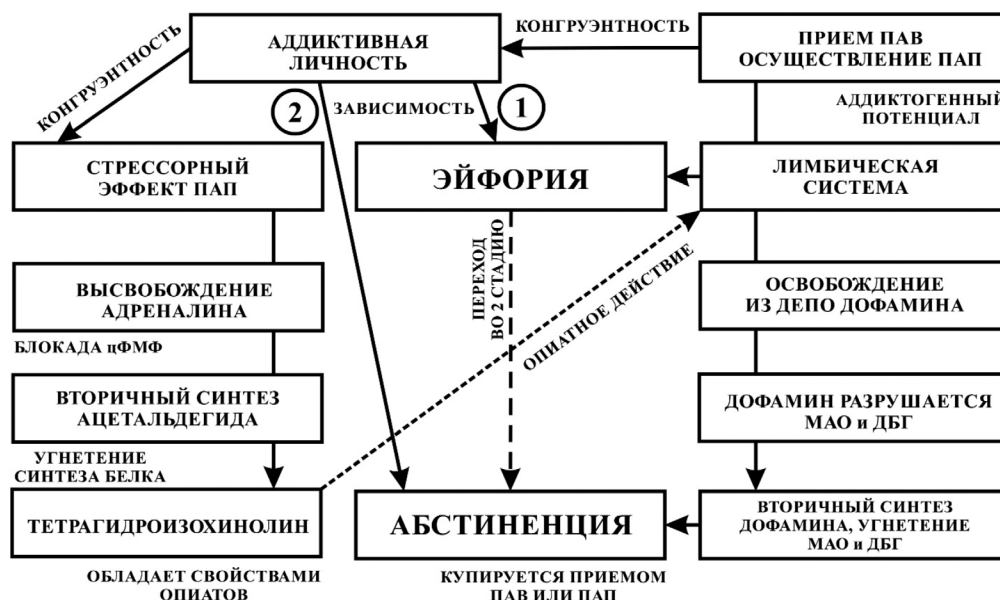 КОНГРУЭНТНОСТЬ
АДДИКТИВНАЯ
ЛИЧНОСТЬ
КОНГРУЭНТНОСТЬ
ПРИЕМ ПАВ
ОСУЩЕСТВЛЕНИЕ ПАП
2
ЗАВИСИМОСТЬ
1
АДДИКТОГЕННЫЙ
ПОТЕНЦИАЛ
СТРЕССОРНЫЙ
ЭФФЕКТ ПАП
ЭЙФОРИЯ
ЛИМБИЧЕСКАЯ
СИСТЕМА
ПЕРЕХОД
ВО 2 СТАДИЮ
ОПИАТНОЕ ДЕЙСТВИЕ
ВЫСВОБОЖДЕНИЕ
АДРЕНАЛИНА
ОСВОБОЖДЕНИЕ
ИЗ ДЕПО ДОФАМИНА
БЛОКАДА цФМФ
ВТОРИЧНЫЙ СИНТЕЗ
АЦЕТАЛЬДЕГИДА
ДОФАМИН РАЗРУШАЕТСЯ
МАО и ДБГ
УГНЕТЕНИЕ
СИНТЕЗА БЕЛКА
ТЕТРАГИДРОИЗОХИНОЛИН
АБСТИНЕНЦИЯ
ВТОРИЧНЫЙ СИНТЕЗ
ДОФАМИНА, УГНЕТЕНИЕ
МАО и ДБГ
ОБЛАДАЕТ СВОЙСТВАМИ
ОПИАТОВ
КУПИРУЕТСЯ ПРИЕМОМ
ПАВ ИЛИ ПАП